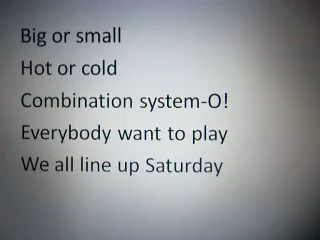 Big or small
Hot or cold
Combination system-O!
Everybody want to play
We all line up Saturday